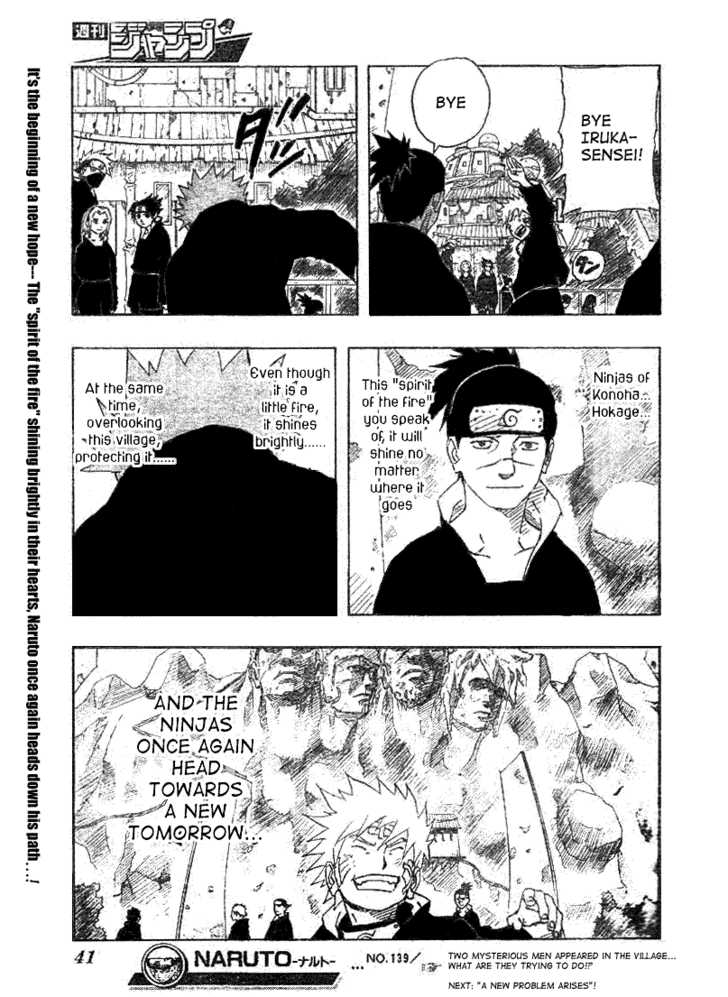 週刊
ジャンプ
BYE
IRUKA-
SENSEI!
BYE
タン
ダッ
Ninjas of
Konoha...
Hokage...
This "spirit
of the fire"
you speak
of, it will
shine no
matter
where it
goes
Even though
it is a
little fire,
it shines
brightly......
At the same
time,
overlooking
this village,
protecting it......
AND THE
NINJAS
ONCE AGAIN
HEAD
TOWARDS
A NEW
TOMORROW...
It's the beginning of a new hope--- The "spirit of the fire" shining brightly in their hearts, Naruto once again heads down his path . . . !
41
NARUTO-ナルト-
... NO.139/
TWO MYSTERIOUS MEN APPEARED IN THE VILLAGE...
WHAT ARE THEY TRYING TO DO!?
NEXT: "A NEW PROBLEM ARISES"!